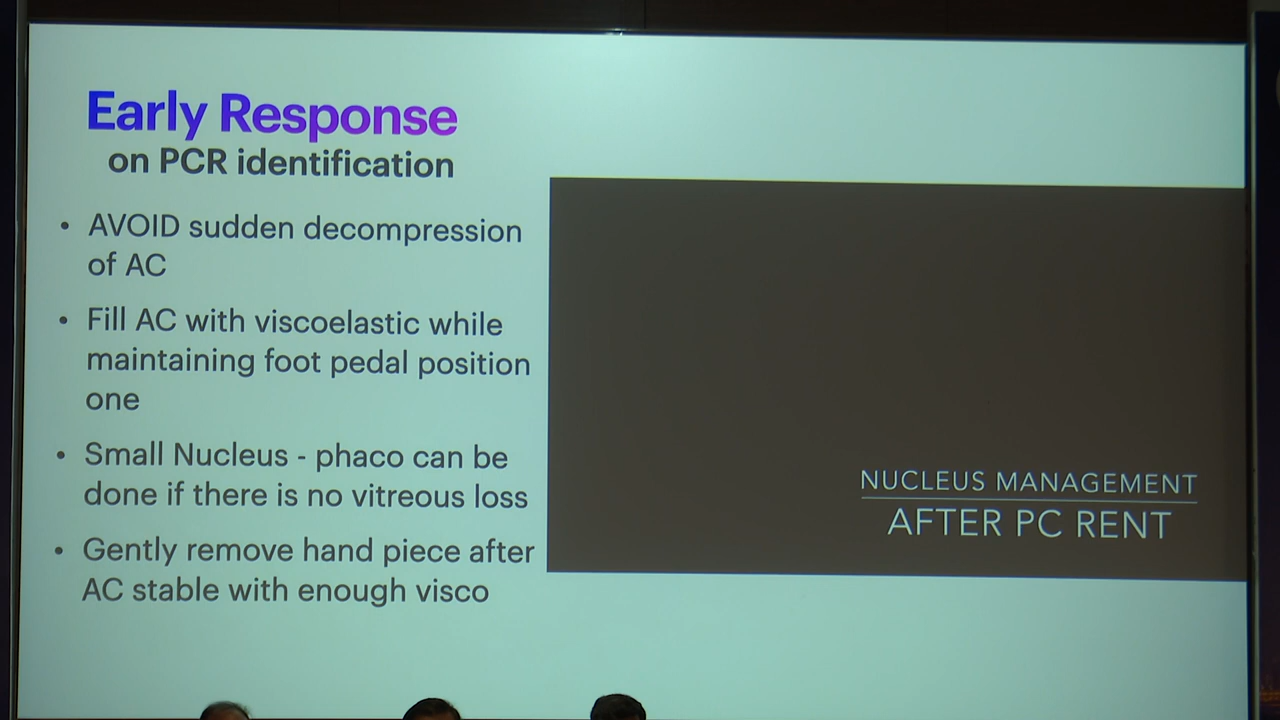 Early Response
on PCR identification
• AVOID sudden decompression
of AC
• Fill AC with viscoelastic while
maintaining foot pedal position
one
• Small Nucleus - phaco can be
done if there is no vitreous loss
• Gently remove hand piece after
AC stable with enough visco
NUCLEUS MANAGEMENT
AFTER PC RENT